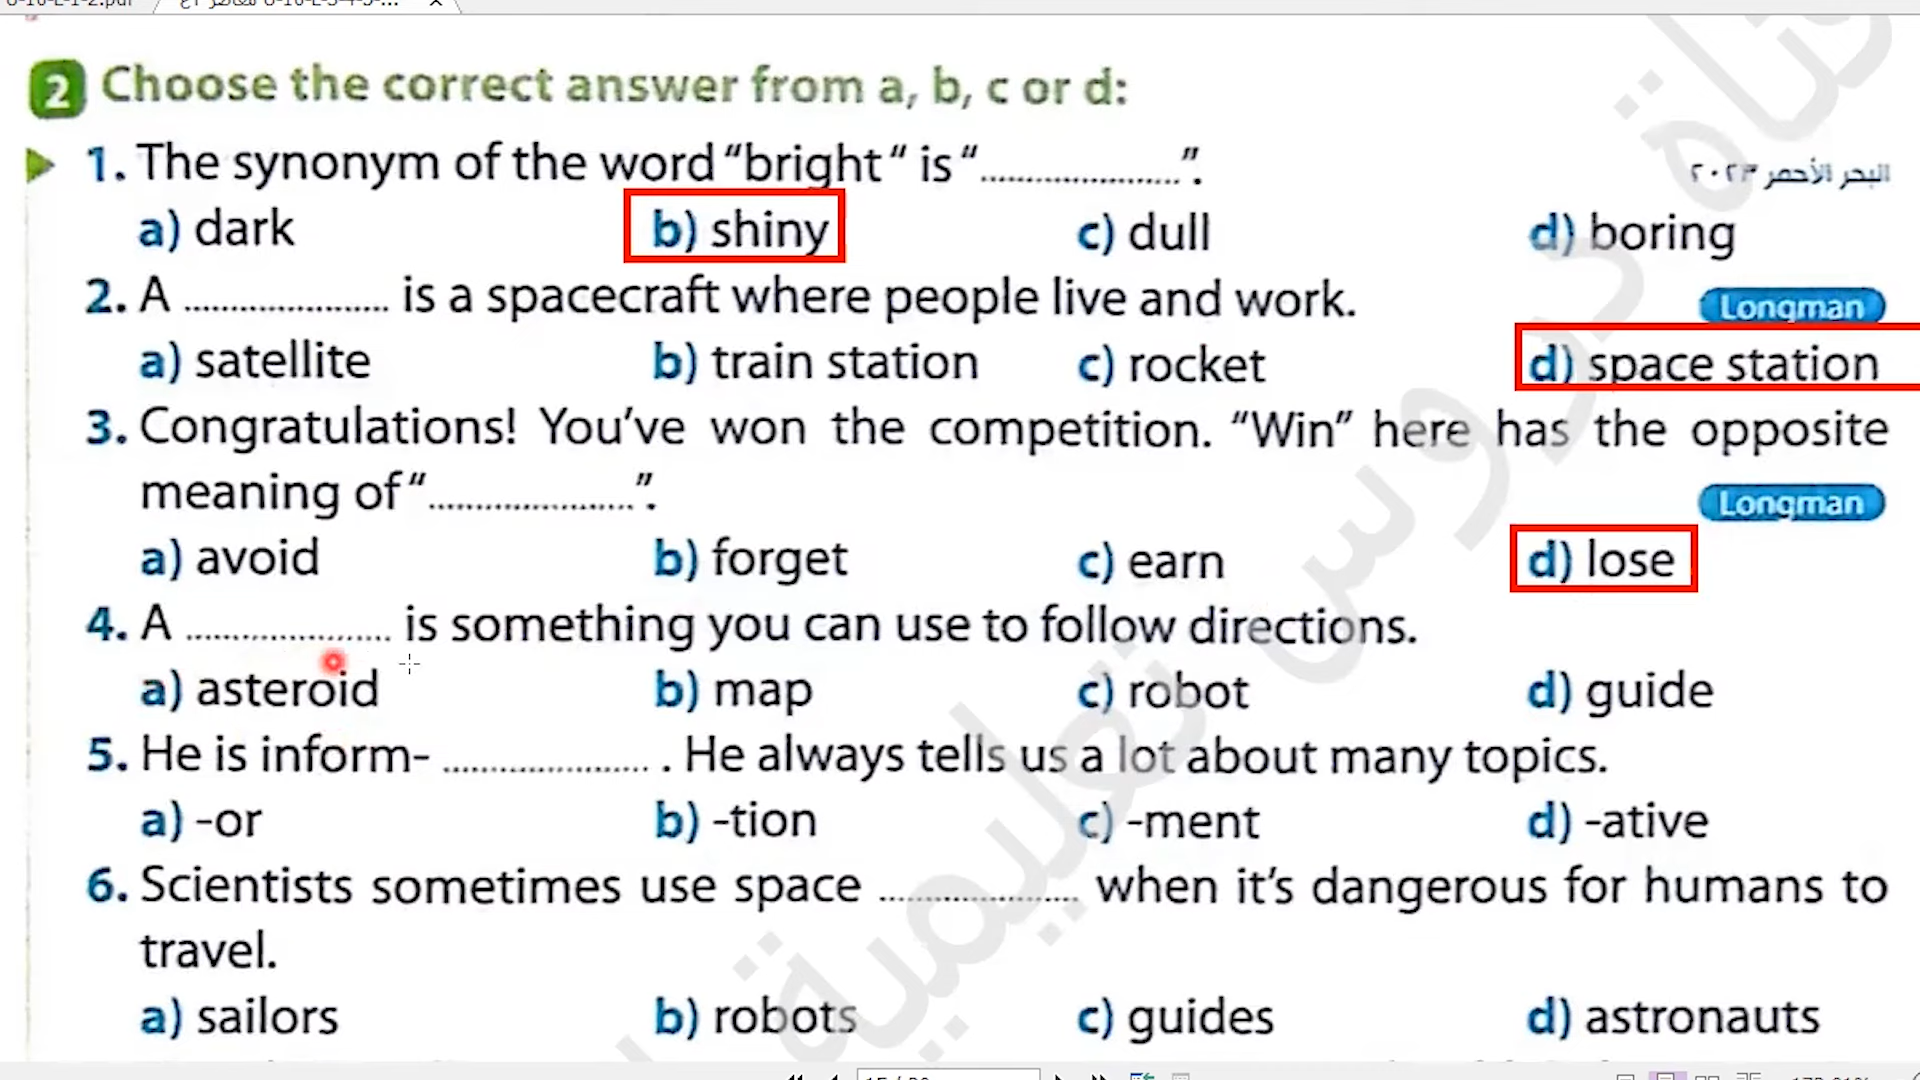 2 Choose the correct answer from a, b, c or d:
1. The synonym of the word “bright“ is “.....................”.
البحر الأحمر ٢٠٢٣
a) dark b) shiny c) dull d) boring
2. A ..................... is a spacecraft where people live and work.
Longman
a) satellite b) train station c) rocket d) space station
3. Congratulations! You’ve won the competition. “Win” here has the opposite
meaning of “.....................”.
Longman
a) avoid b) forget c) earn d) lose
4. A ..................... is something you can use to follow directions.
a) asteroid b) map c) robot d) guide
5. He is inform- ..................... . He always tells us a lot about many topics.
a) -or b) -tion c) -ment d) -ative
6. Scientists sometimes use space ..................... when it’s dangerous for humans to
travel.
a) sailors b) robots c) guides d) astronauts
قناة دروس تعليمية